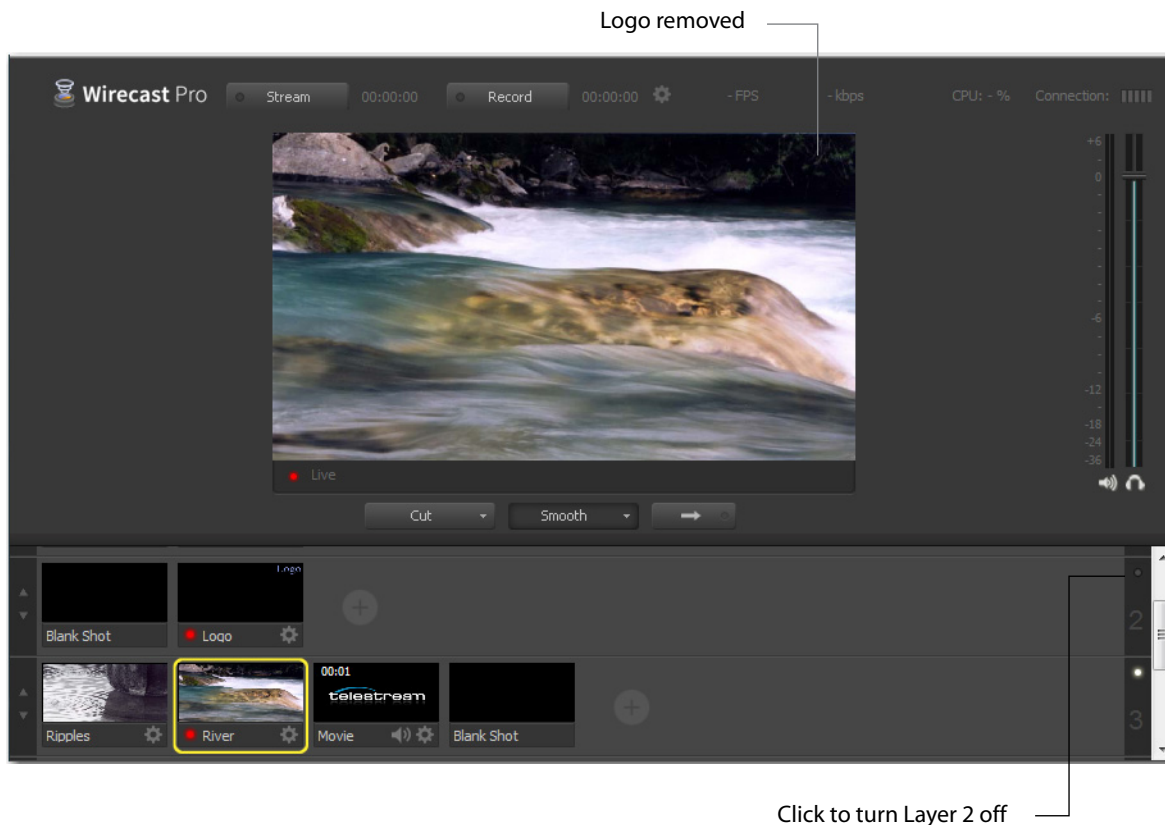 Logo removed
Wirecast Pro Stream 00:00:00 Record 00:00:00 - FPS - kbps CPU: - % Connection:
+6
-
0
-
-
-
-
-
-
-6
-
-
-
-12
-
-18
-24
-36
Live
Cut Smooth
Logo
Blank Shot Logo
2
00:01
telestream
Ripples River Movie Blank Shot
3
Click to turn Layer 2 off